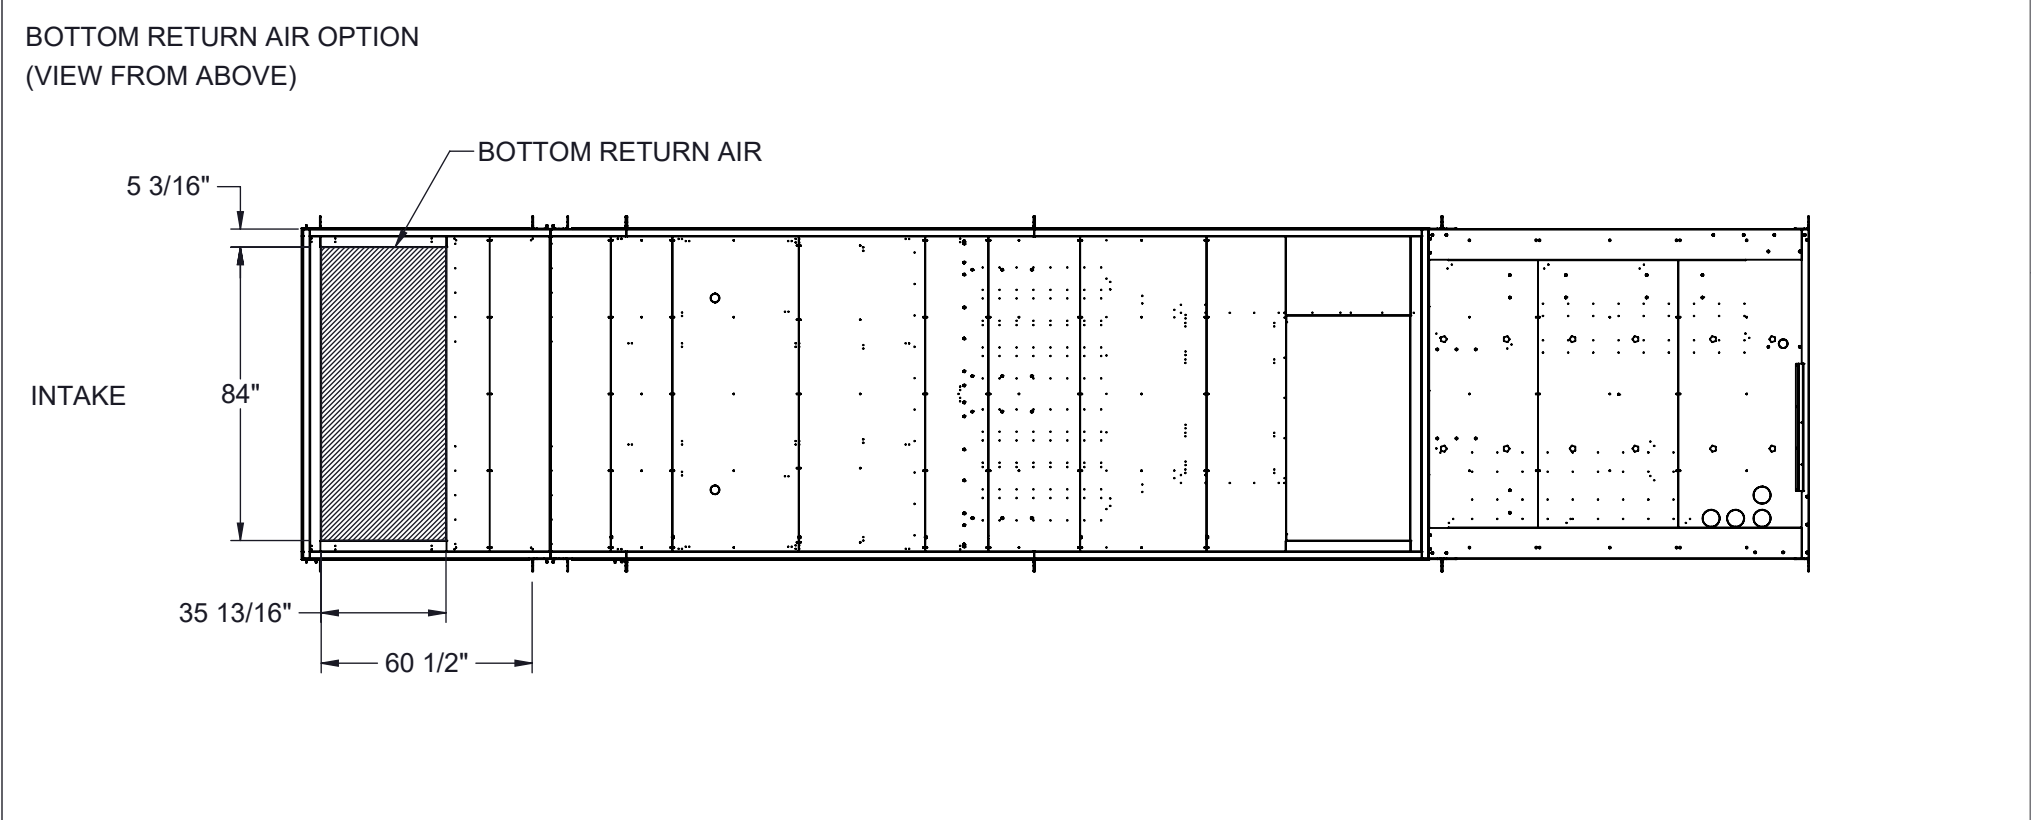 BOTTOM RETURN AIR OPTION
(VIEW FROM ABOVE)
BOTTOM RETURN AIR
5 3/16"
INTAKE
84"
35 13/16"
60 1/2"